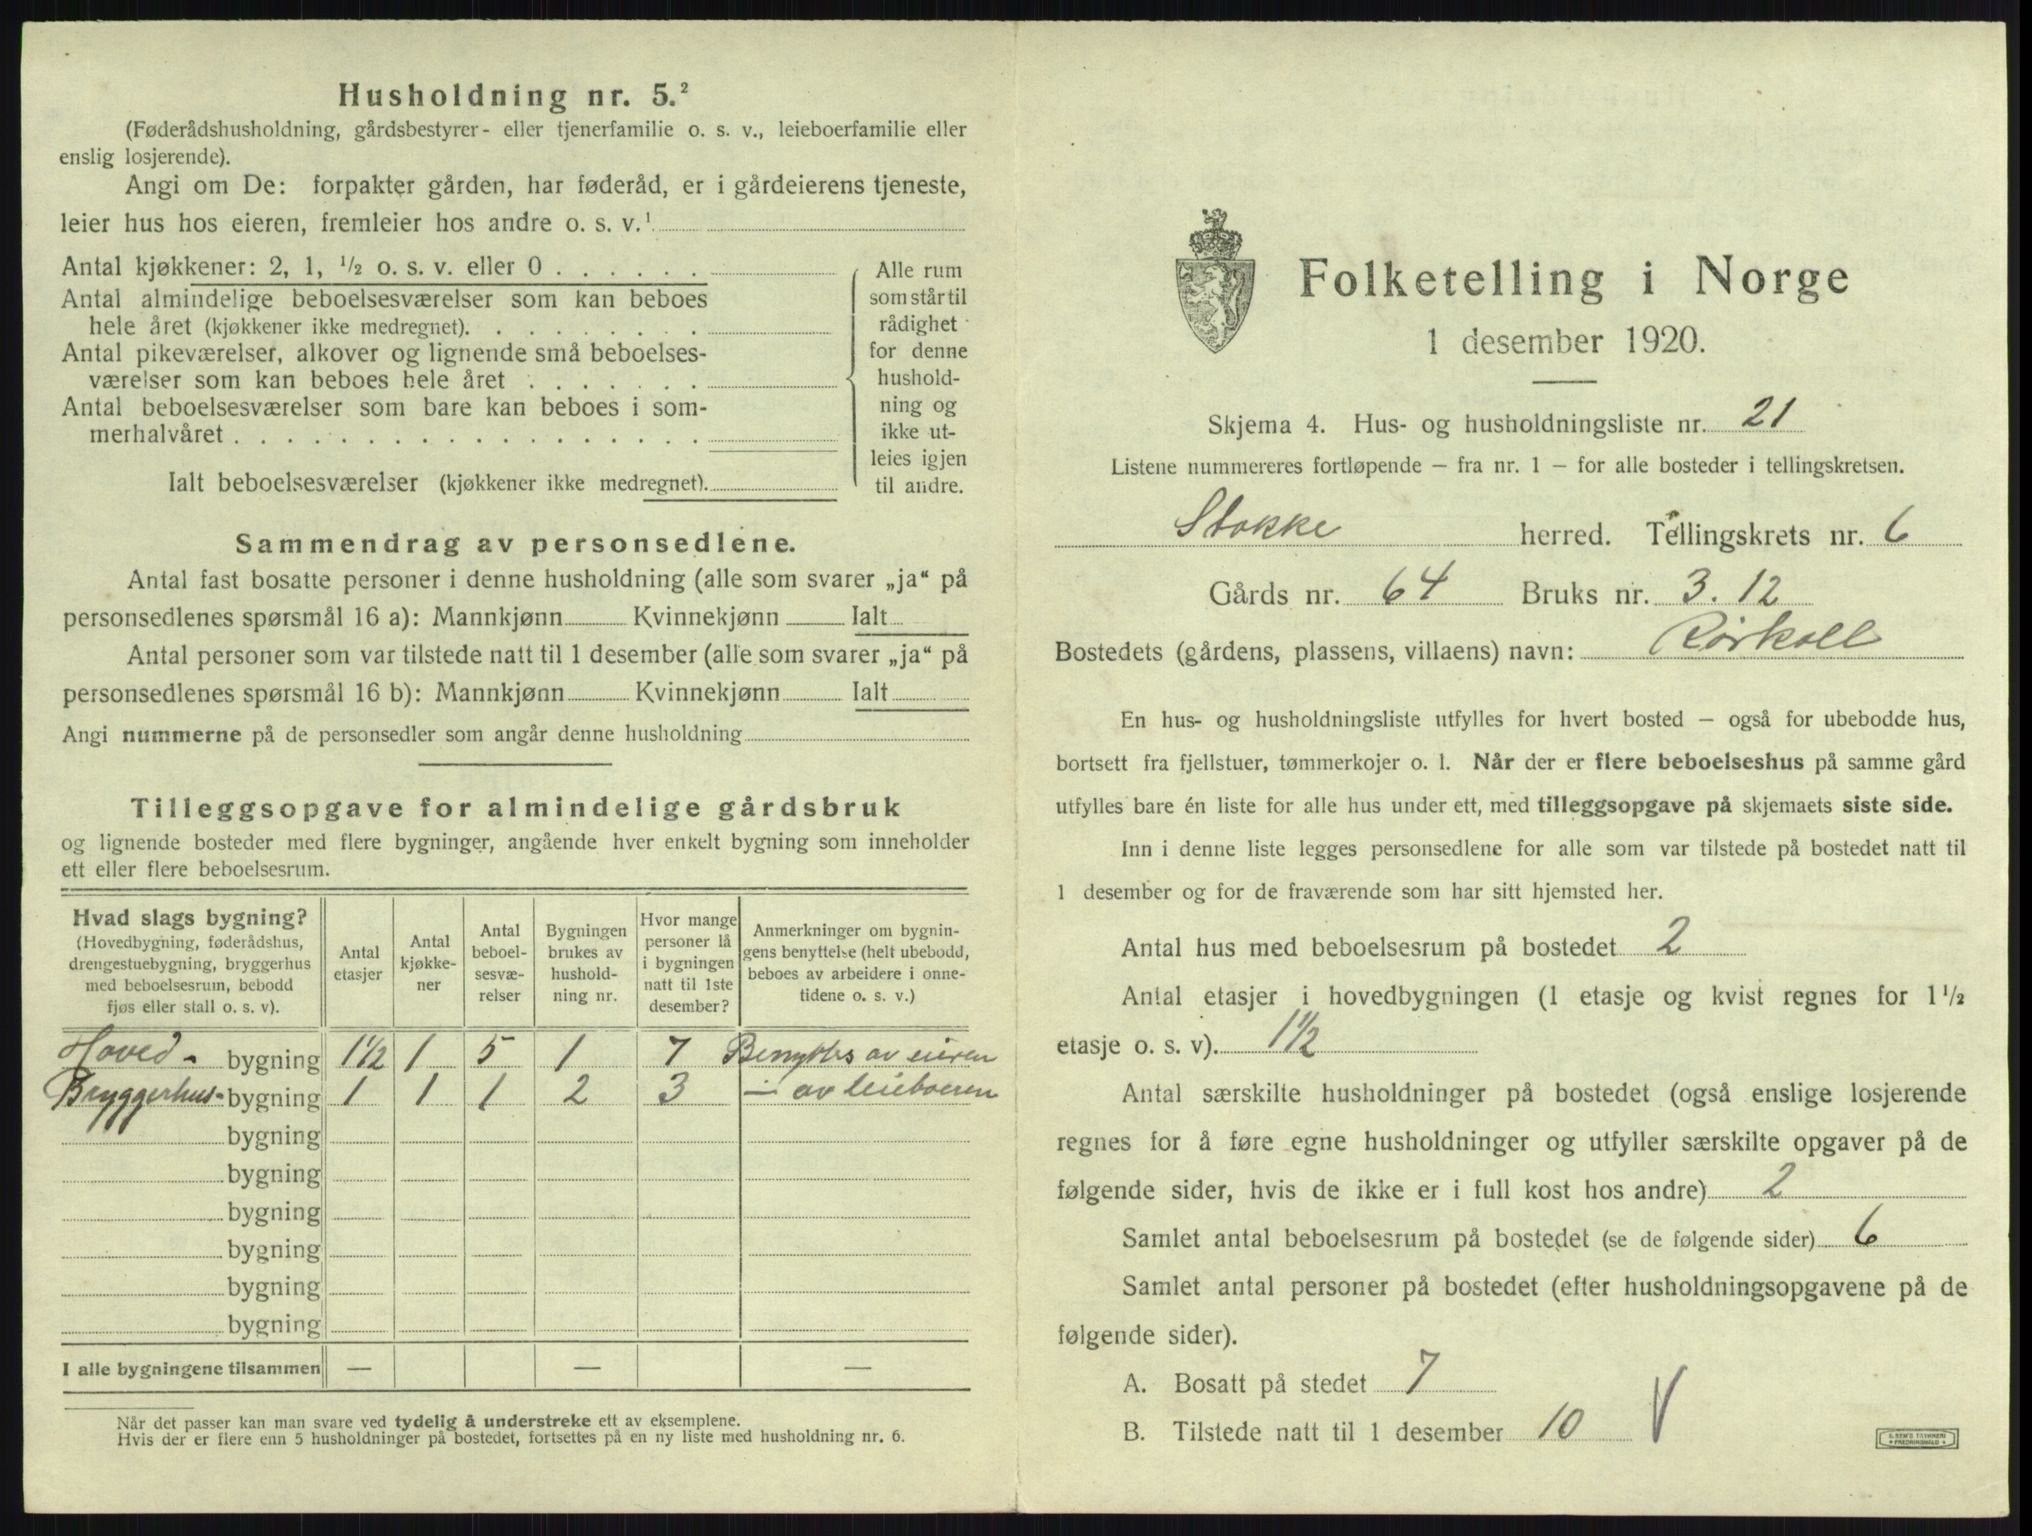 Husholdning nr. 5.²
(Føderådshusholdning, gårdsbestyrer- eller tjenerfamilie o. s. v., leieboerfamilie eller
enslig losjerende).
Angi om De: forpakter gården, har føderåd, er i gårdeierens tjeneste,
leier hus hos eieren, fremleier hos andre o. s. v.¹
Antal kjøkkener: 2, 1, ½ o. s. v. eller 0 . . . . . .
Antal almindelige beboelsesværelser som kan beboes
hele året (kjøkkener ikke medregnet). . . . . . . . .
Antal pikeværelser, alkover og lignende små beboelses-
værelser som kan beboes hele året . . . . . . .
Antal beboelsesværelser som bare kan beboes i som-
merhalvåret . . . . . . . . . . . . . . . . . .
Ialt beboelsesværelser (kjøkkener ikke medregnet).
Alle rum
som står til
rådighet
for denne
hushold-
ning og
ikke ut-
leies igjen
til andre.
Sammendrag av personsedlene.
Antal fast bosatte personer i denne husholdning (alle som svarer „ja“ på
personsedlenes spørsmål 16 a): Mannkjønn Kvinnekjønn Ialt
Antal personer som var tilstede natt til 1 desember (alle som svarer „ja“ på
personsedlenes spørsmål 16 b): Mannkjønn Kvinnekjønn Ialt
Angi nummerne på de personsedler som angår denne husholdning
Tilleggsopgave for almindelige gårdsbruk
og lignende bosteder med flere bygninger, angående hver enkelt bygning som inneholder
ett eller flere beboelsesrum.
Hvad slags bygning?
(Hovedbygning, føderådshus,
drengestuebygning, bryggerhus
med beboelsesrum, bebodd
fjøs eller stall o. s. v).
Antal
etasjer
Antal
kjøkke-
ner
Antal
beboel-
sesvæ-
relser
Bygningen
brukes av
hushold-
ning nr.
Hvor mange
personer lå
i bygningen
natt til 1ste
desember?
Anmerkninger om bygnin-
gens benyttelse (helt ubebodd,
beboes av arbeidere i onne-
tidene o. s. v.)
Hoved- bygning 1½ 1 5 1 7 Benyttes av eieren
Bryggerhus- bygning 1 1 1 2 3 — av leieboeren
bygning
bygning
bygning
bygning
bygning
bygning
I alle bygningene tilsammen — — —
Når det passer kan man svare ved tydelig å understreke ett av eksemplene.
Hvis der er flere enn 5 husholdninger på bostedet, fortsettes på en ny liste med husholdning nr. 6.
Folketelling i Norge
1 desember 1920.
Skjema 4. Hus- og husholdningsliste nr. 21
Listene nummereres fortløpende – fra nr. 1 – for alle bosteder i tellingskretsen.
Stokke herred. Tellingskrets nr. 6
Gårds nr. 64 Bruks nr. 3. 12
Bostedets (gårdens, plassens, villaens) navn: Rørkoll
En hus- og husholdningsliste utfylles for hvert bosted – også for ubebodde hus,
bortsett fra fjellstuer, tømmerkojer o. l. Når der er flere beboelseshus på samme gård
utfylles bare én liste for alle hus under ett, med tilleggsopgave på skjemaets siste side.
Inn i denne liste legges personsedlene for alle som var tilstede på bostedet natt til
1 desember og for de fraværende som har sitt hjemsted her.
Antal hus med beboelsesrum på bostedet 2
Antal etasjer i hovedbygningen (1 etasje og kvist regnes for 1½
etasje o. s. v). 1½
Antal særskilte husholdninger på bostedet (også enslige losjerende
regnes for å føre egne husholdninger og utfyller særskilte opgaver på de
følgende sider, hvis de ikke er i full kost hos andre) 2
Samlet antal beboelsesrum på bostedet (se de følgende sider) 6
Samlet antal personer på bostedet (efter husholdningsopgavene på de
følgende sider).
A. Bosatt på stedet 7
B. Tilstede natt til 1 desember 10 V